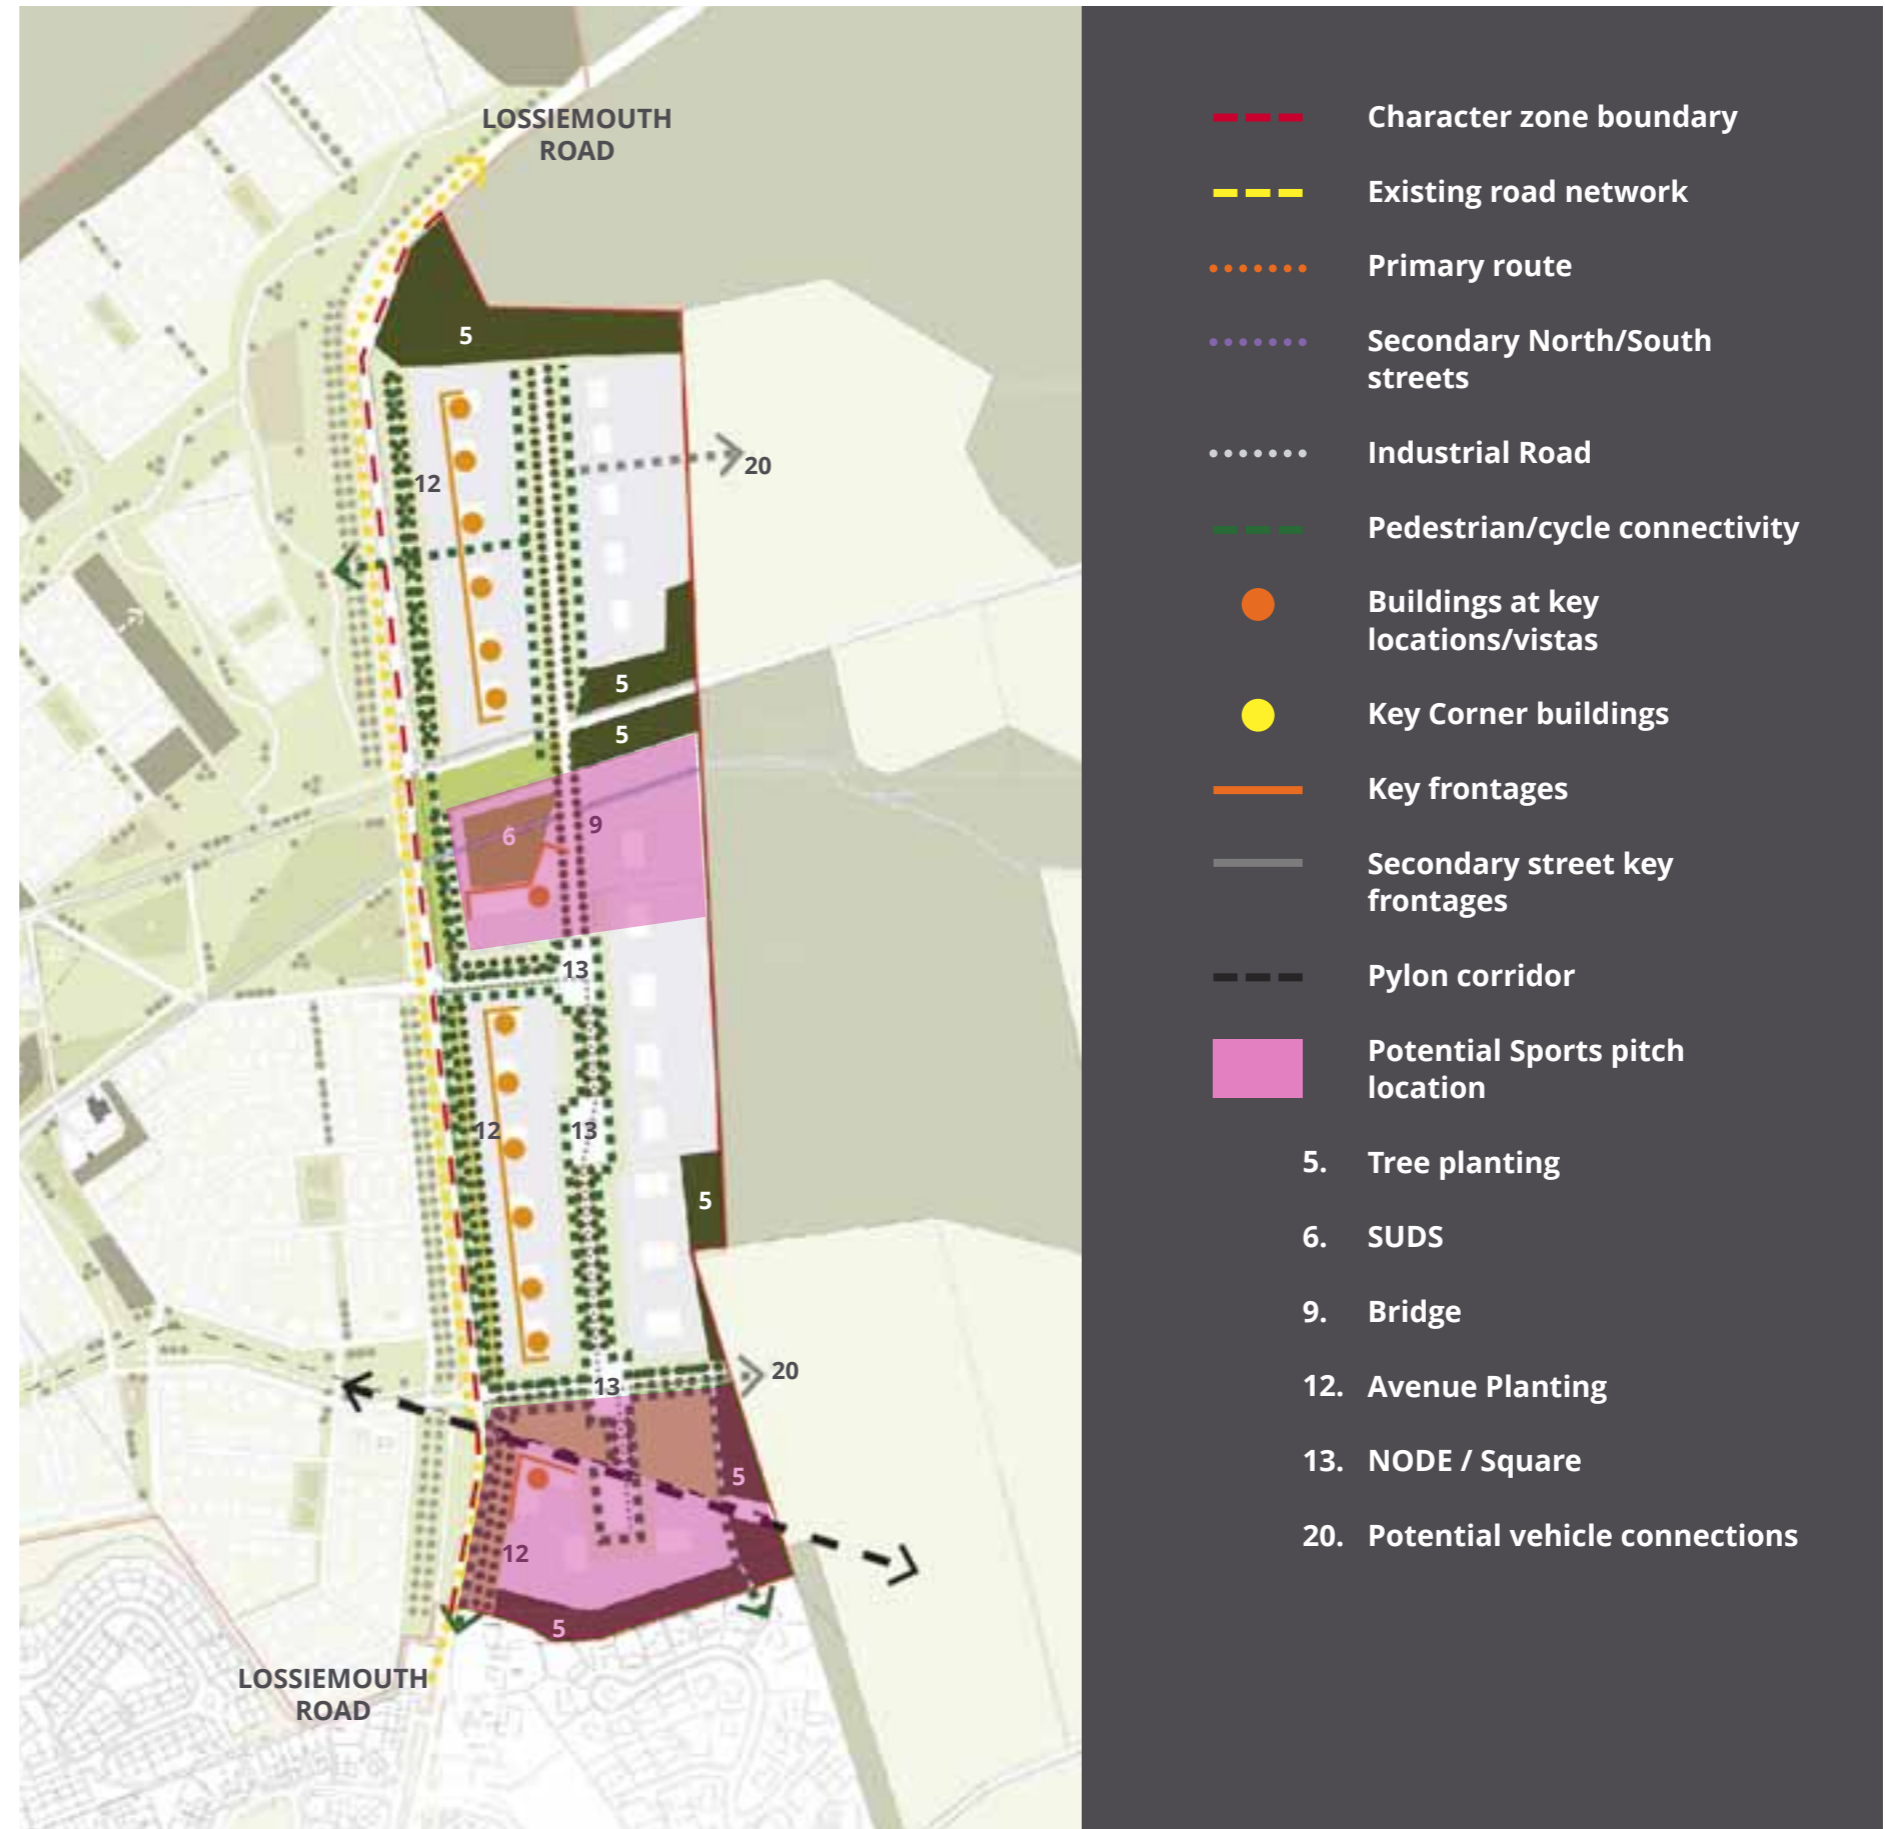 LOSSIEMOUTH
ROAD
5
20
12
5
5
9
6
13
12
13
5
20
13
5
12
5
LOSSIEMOUTH
ROAD
Character zone boundary
Existing road network
Primary route
Secondary North/South
streets
Industrial Road
Pedestrian/cycle connectivity
Buildings at key
locations/vistas
Key Corner buildings
Key frontages
Secondary street key
frontages
Pylon corridor
Potential Sports pitch
location
5. Tree planting
6. SUDS
9. Bridge
12. Avenue Planting
13. NODE / Square
20. Potential vehicle connections